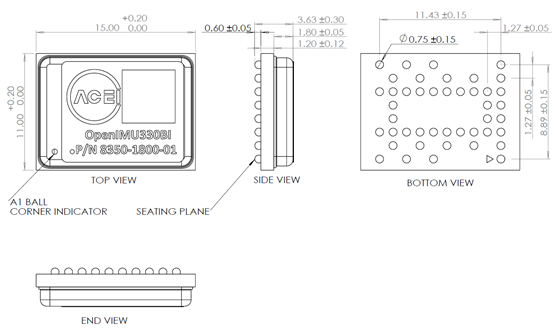 +0.20
15.00 0.00
0.60 ±0.05
3.63 ±0.30
1.80 ±0.05
1.20 ±0.12
11.43 ±0.15
1.27 ±0.05
Ø0.75 ±0.15
+0.20
11.00 0.00
ACE
OpenIMU330BI
.P/N 8350-1800-01
1.27 ±0.05
8.89 ±0.15
A1 BALL
CORNER INDICATOR
TOP VIEW
SEATING PLANE
SIDE VIEW
BOTTOM VIEW
END VIEW